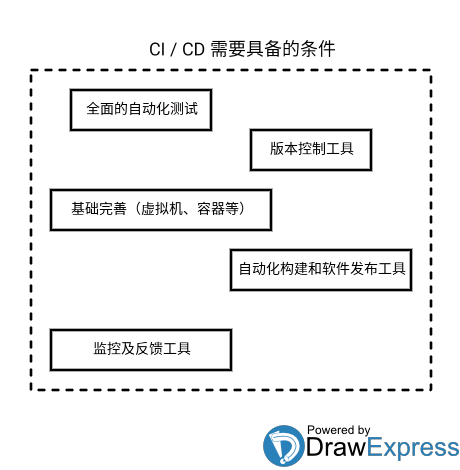 CI / CD 需要具备的条件
全面的自动化测试
版本控制工具
基础完善（虚拟机、容器等）
自动化构建和软件发布工具
监控及反馈工具
Powered by
DrawExpress